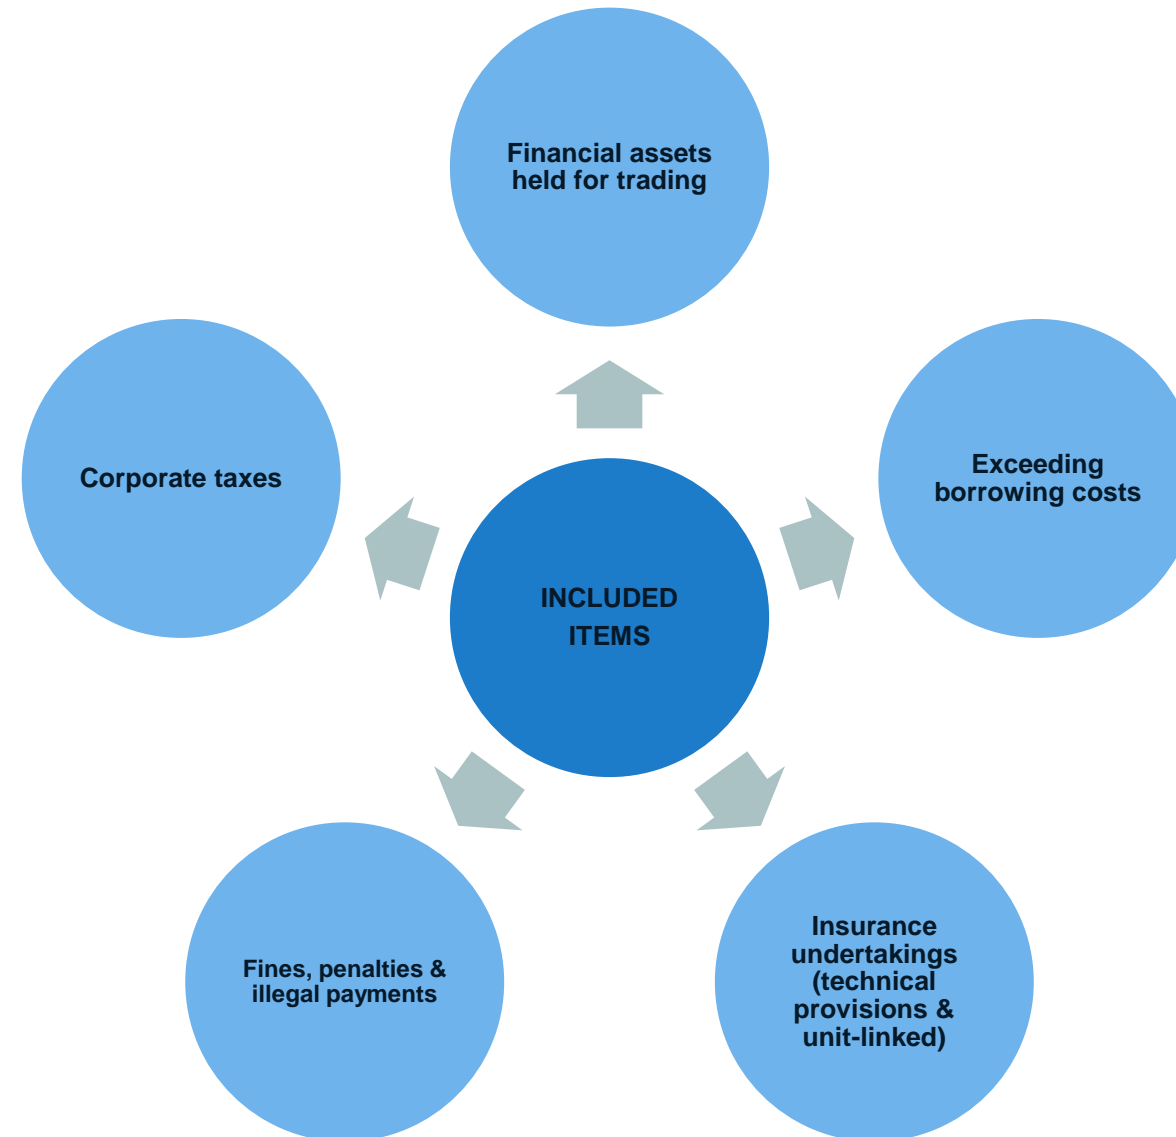 Financial assets
held for trading
Corporate taxes
Exceeding
borrowing costs
INCLUDED
ITEMS
Fines, penalties &
illegal payments
Insurance
undertakings
(technical
provisions &
unit-linked)